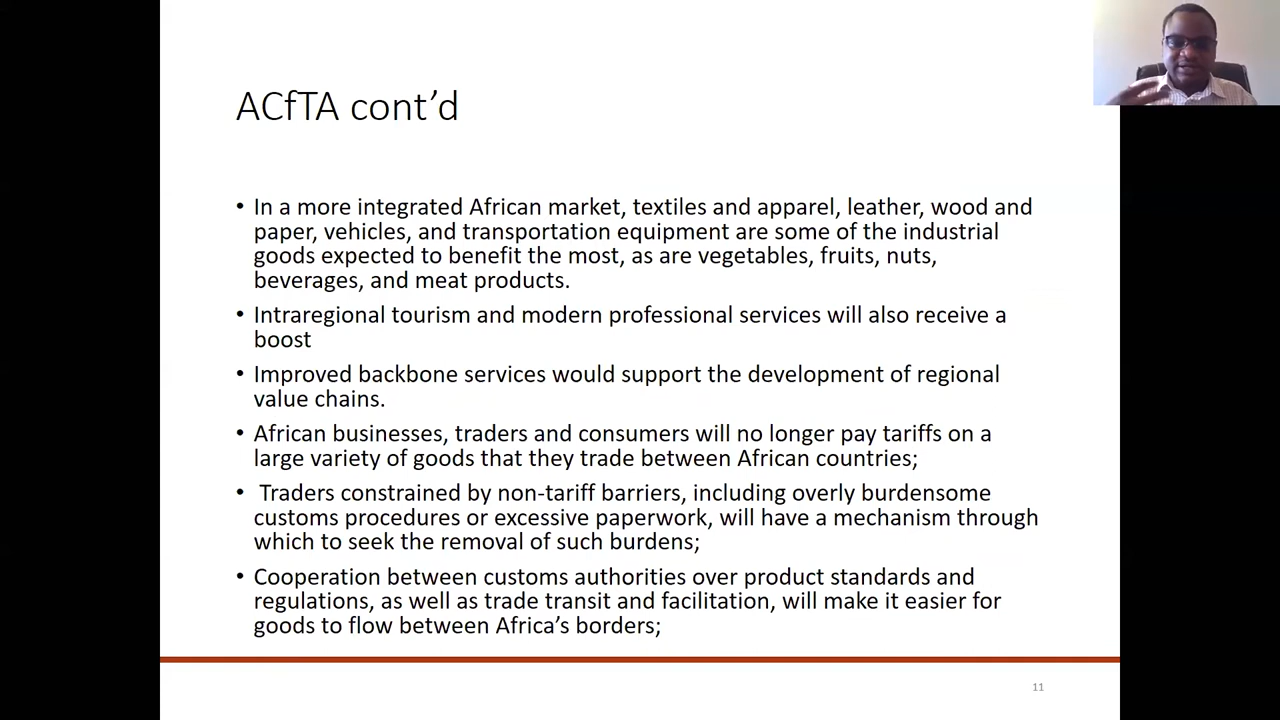 ACfTA cont’d
• In a more integrated African market, textiles and apparel, leather, wood and
paper, vehicles, and transportation equipment are some of the industrial
goods expected to benefit the most, as are vegetables, fruits, nuts,
beverages, and meat products.
• Intraregional tourism and modern professional services will also receive a
boost
• Improved backbone services would support the development of regional
value chains.
• African businesses, traders and consumers will no longer pay tariffs on a
large variety of goods that they trade between African countries;
• Traders constrained by non-tariff barriers, including overly burdensome
customs procedures or excessive paperwork, will have a mechanism through
which to seek the removal of such burdens;
• Cooperation between customs authorities over product standards and
regulations, as well as trade transit and facilitation, will make it easier for
goods to flow between Africa’s borders;
11